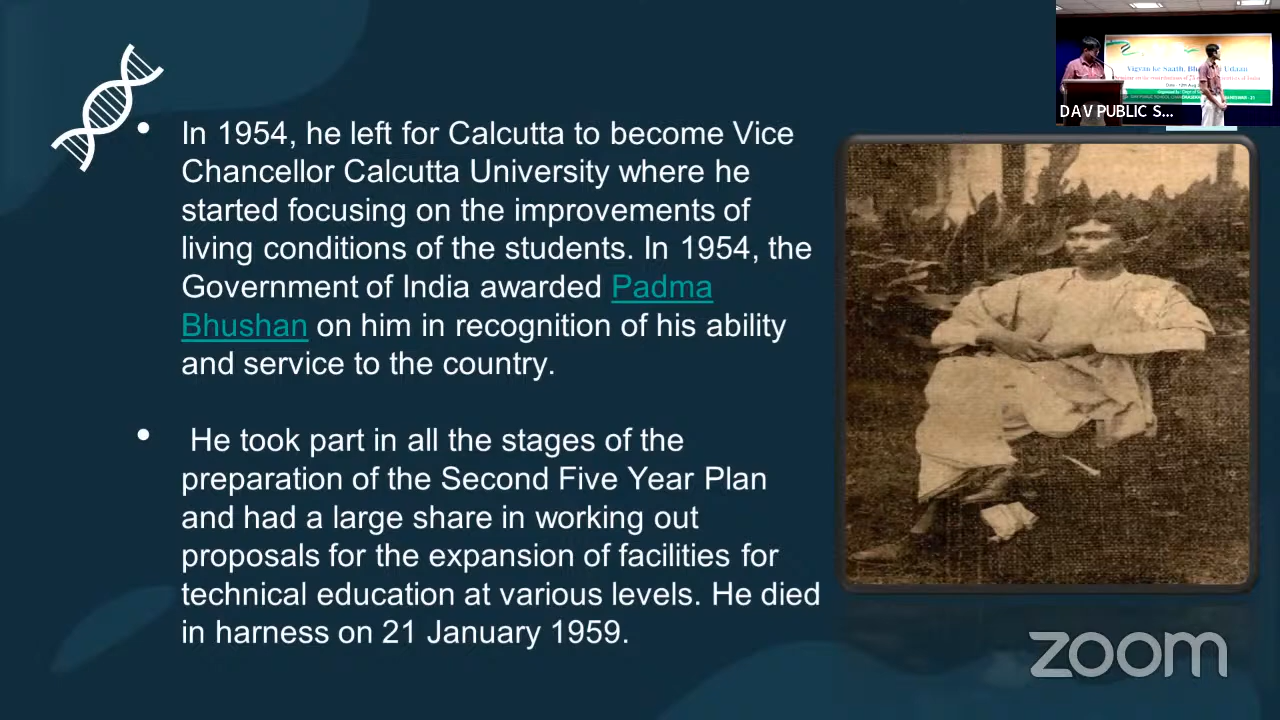 • In 1954, he left for Calcutta to become Vice
Chancellor Calcutta University where he
started focusing on the improvements of
living conditions of the students. In 1954, the
Government of India awarded Padma
Bhushan on him in recognition of his ability
and service to the country.
• He took part in all the stages of the
preparation of the Second Five Year Plan
and had a large share in working out
proposals for the expansion of facilities for
technical education at various levels. He died
in harness on 21 January 1959.
Vigyan ke Saath, Udaan
DAV PUBLIC S...
zoom